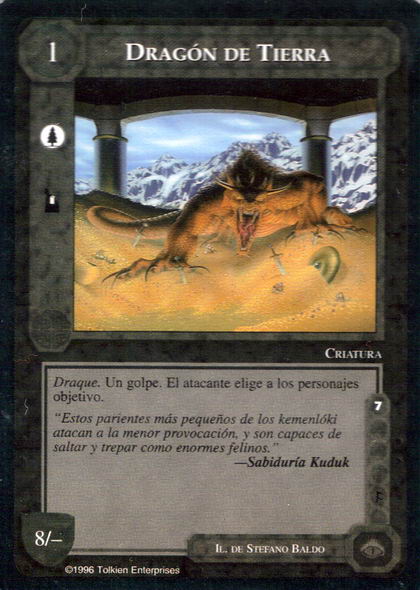 1
DRAGÓN DE TIERRA
CRIATURA
Draque. Un golpe. El atacante elige a los personajes
objetivo.
7
“Estos parientes más pequeños de los kemenlóki
atacan a la menor provocación, y son capaces de
saltar y trepar como enormes felinos.”
—Sabiduría Kuduk
8/–
IL. DE STEFANO BALDO
©1996 Tolkien Enterprises